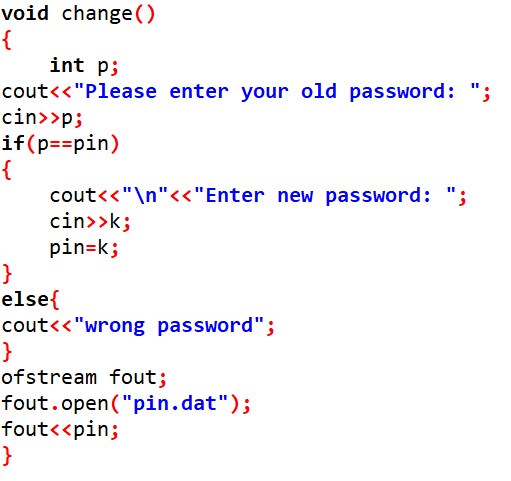 void change()
{
    int p;
cout<<"Please enter your old password: ";
cin>>p;
if(p==pin)
{
    cout<<"\n"<<"Enter new password: ";
    cin>>k;
    pin=k;
}
else{
cout<<"wrong password";
}
ofstream fout;
fout.open("pin.dat");
fout<<pin;
}